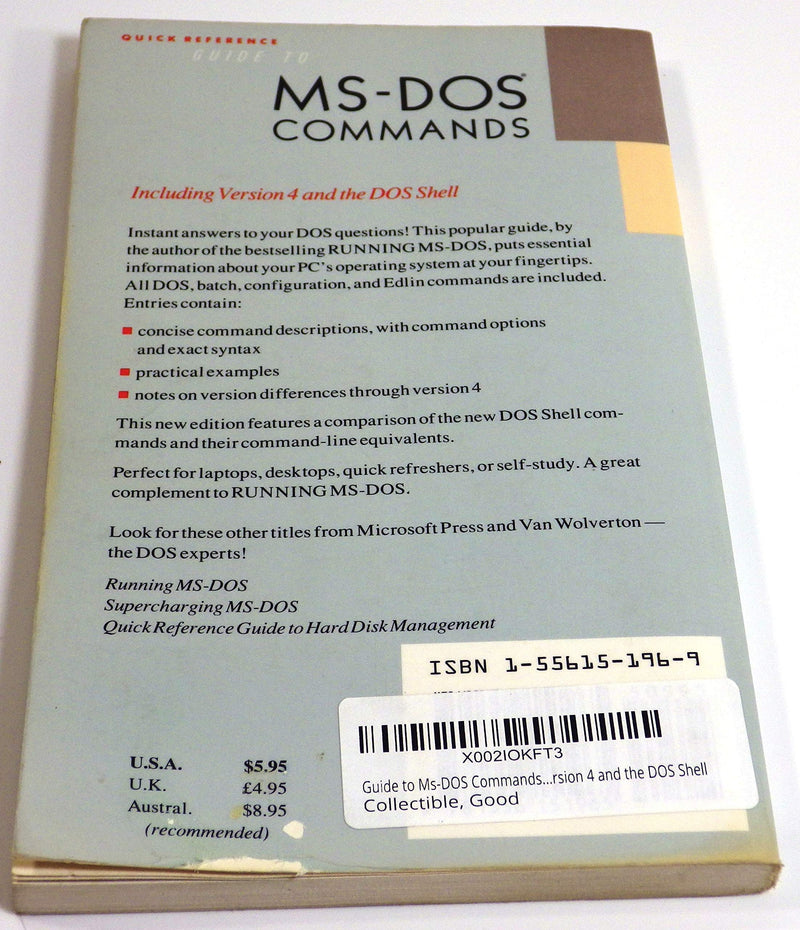 QUICK REFERENCE
GUIDE TO
MS-DOS®
COMMANDS
Including Version 4 and the DOS Shell
Instant answers to your DOS questions! This popular guide, by
the author of the bestselling RUNNING MS-DOS, puts essential
information about your PC's operating system at your fingertips.
All DOS, batch, configuration, and Edlin commands are included.
Entries contain:
concise command descriptions, with command options
and exact syntax
practical examples
notes on version differences through version 4
This new edition features a comparison of the new DOS Shell com-
mands and their command-line equivalents.
Perfect for laptops, desktops, quick refreshers, or self-study. A great
complement to RUNNING MS-DOS.
Look for these other titles from Microsoft Press and Van Wolverton —
the DOS experts!
Running MS-DOS
Supercharging MS-DOS
Quick Reference Guide to Hard Disk Management
ISBN 1-55615-196-9
X002IOKFT3
Guide to Ms-DOS Commands...rsion 4 and the DOS Shell
Collectible, Good
U.S.A. $5.95
U.K. £4.95
Austral. $8.95
(recommended)